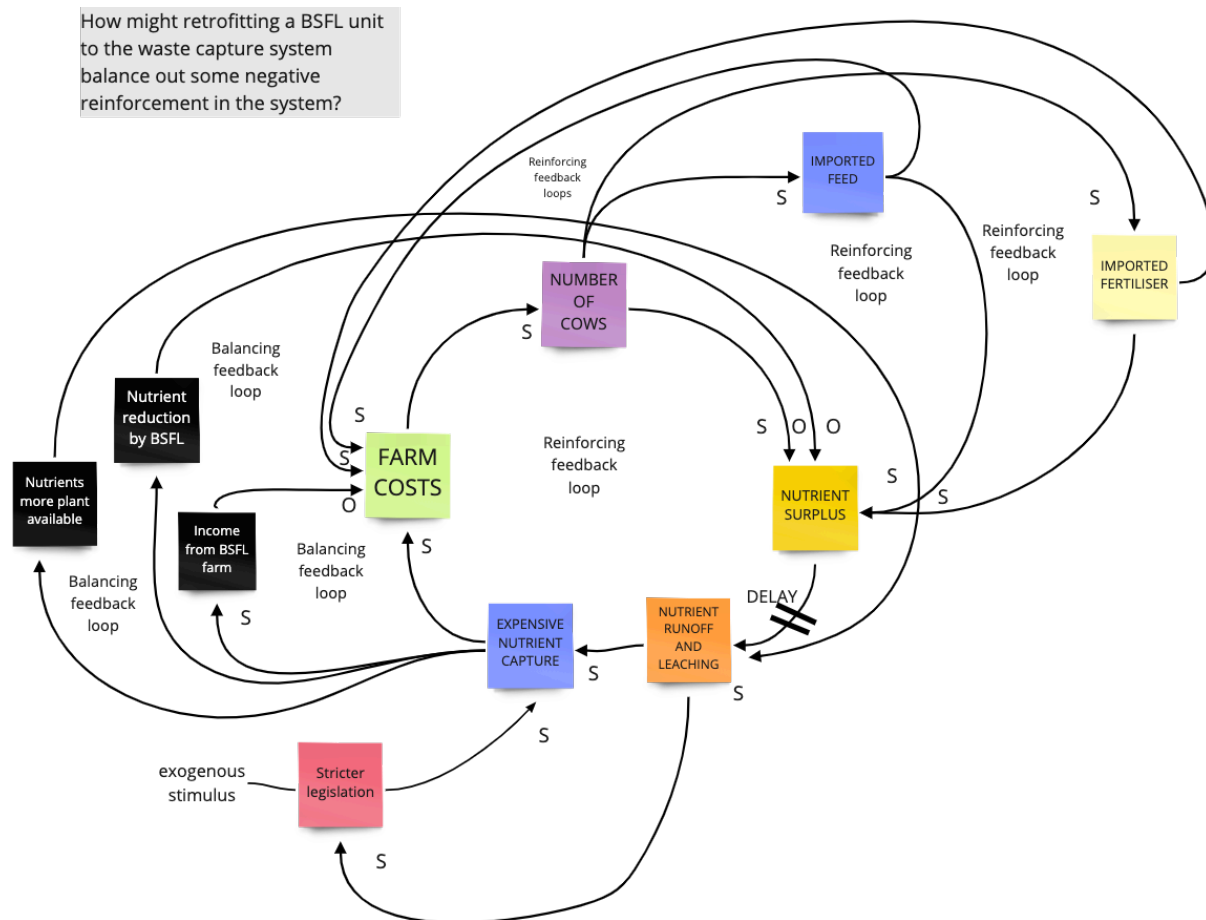 How might retrofitting a BSFL unit
to the waste capture system
balance out some negative
reinforcement in the system?
Reinforcing
feedback
loops
IMPORTED
FEED
S
S
Reinforcing
feedback
loop
Reinforcing
feedback
loop
IMPORTED
FERTILISER
NUMBER
OF
COWS
S
Balancing
feedback
loop
Nutrient
reduction
by BSFL
S
S
O
FARM
COSTS
Reinforcing
feedback
loop
S
O
O
S
S
NUTRIENT
SURPLUS
Nutrients
more plant
available
Income
from BSFL
farm
S
Balancing
feedback
loop
S
Balancing
feedback
loop
DELAY
EXPENSIVE
NUTRIENT
CAPTURE
S
NUTRIENT
RUNOFF
AND
LEACHING
S
S
exogenous
stimulus
Stricter
legislation
S